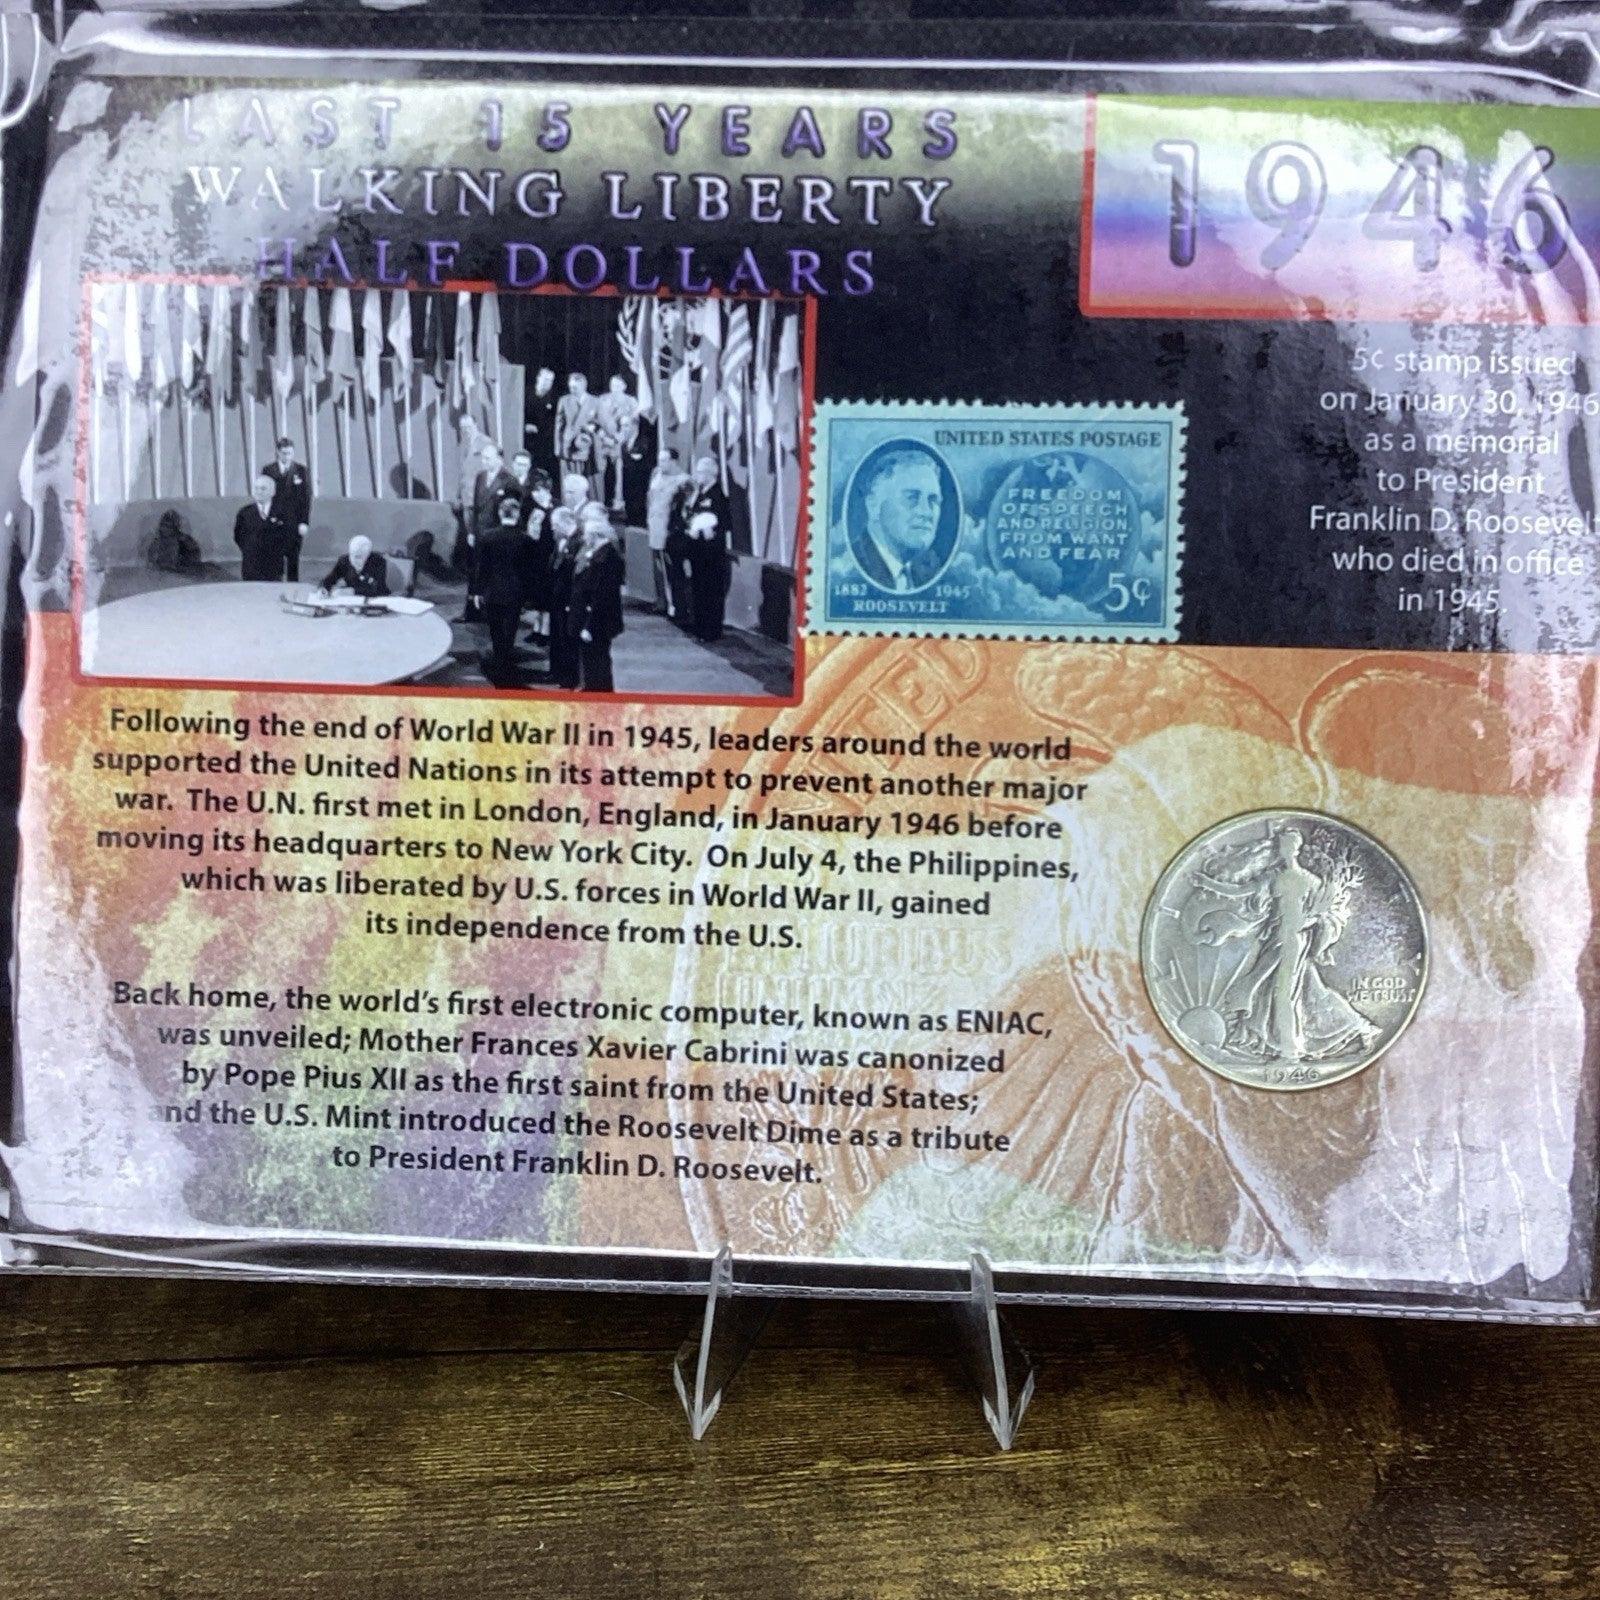 LAST 15 YEARS
WALKING LIBERTY
HALF DOLLARS
1946
5¢ stamp issued
on January 30, 1946
as a memorial
to President
Franklin D. Roosevelt
who died in office
in 1945.
UNITED STATES POSTAGE
FREEDOM
OF SPEECH
AND RELIGION,
FROM WANT
AND FEAR
1882 1945
ROOSEVELT
5¢
Following the end of World War II in 1945, leaders around the world
supported the United Nations in its attempt to prevent another major
war. The U.N. first met in London, England, in January 1946 before
moving its headquarters to New York City. On July 4, the Philippines,
which was liberated by U.S. forces in World War II, gained
its independence from the U.S.
Back home, the world's first electronic computer, known as ENIAC,
was unveiled; Mother Frances Xavier Cabrini was canonized
by Pope Pius XII as the first saint from the United States;
and the U.S. Mint introduced the Roosevelt Dime as a tribute
to President Franklin D. Roosevelt.
UNITED
PLURIBUS
UNUM
IN GOD
WE TRUST
1946